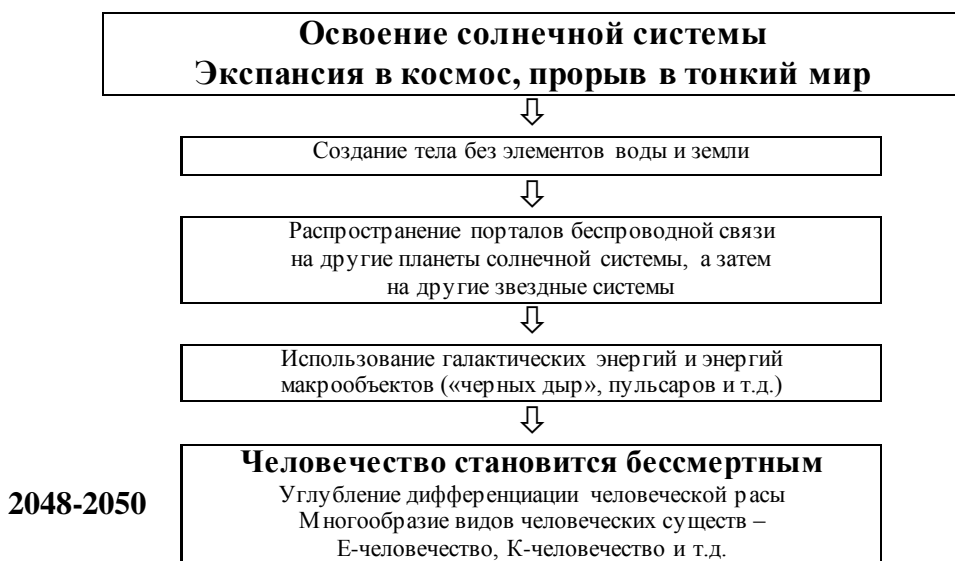 Освоение солнечной системы
Экспансия в космос, прорыв в тонкий мир
Создание тела без элементов воды и земли
Распространение порталов беспроводной связи
на другие планеты солнечной системы, а затем
на другие звездные системы
Использование галактических энергий и энергий
макрообъектов («черных дыр», пульсаров и т.д.)
Человечество становится бессмертным
2048-2050
Углубление дифференциации человеческой расы
Многообразие видов человеческих существ –
Е-человечество, К-человечество и т.д.